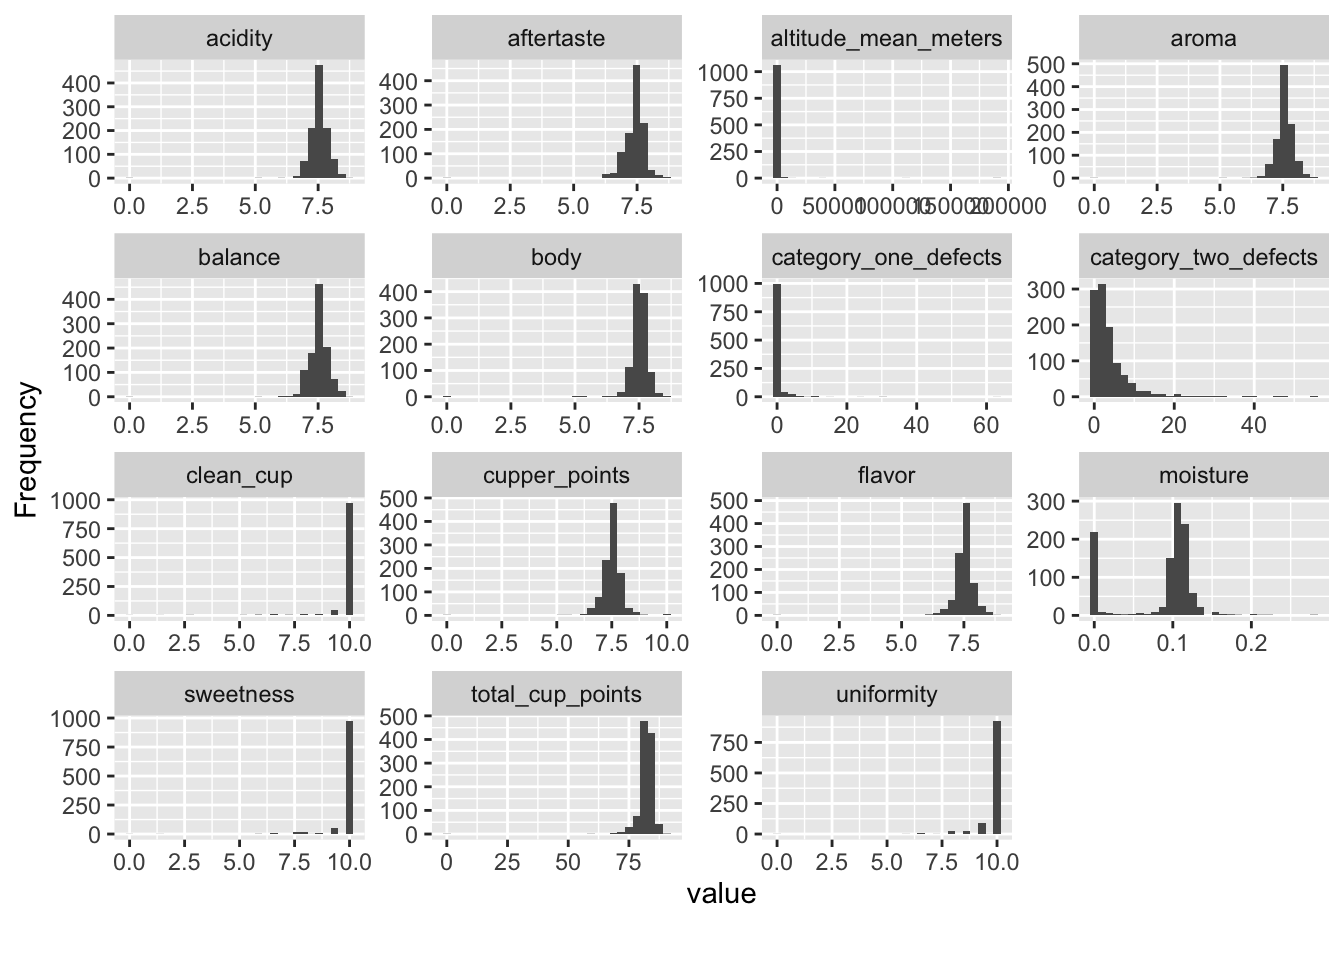 acidity
400
300
200
100
0
0.0 2.5 5.0 7.5
aftertaste
400
300
200
100
0
0.0 2.5 5.0 7.5
altitude_mean_meters
1000
750
500
250
0
0 50000 100000 150000 200000
aroma
500
400
300
200
100
0
0.0 2.5 5.0 7.5
balance
400
300
200
100
0
0.0 2.5 5.0 7.5
body
400
300
200
100
0
0.0 2.5 5.0 7.5
category_one_defects
1000
750
500
250
0
0 20 40 60
category_two_defects
300
200
100
0
0 20 40
Frequency
clean_cup
1000
750
500
250
0
0.0 2.5 5.0 7.5 10.0
cupper_points
500
400
300
200
100
0
0.0 2.5 5.0 7.5 10.0
flavor
500
400
300
200
100
0
0.0 2.5 5.0 7.5
moisture
300
200
100
0
0.0 0.1 0.2
sweetness
1000
750
500
250
0
0.0 2.5 5.0 7.5 10.0
total_cup_points
500
400
300
200
100
0
0 25 50 75
uniformity
750
500
250
0
0.0 2.5 5.0 7.5 10.0
value